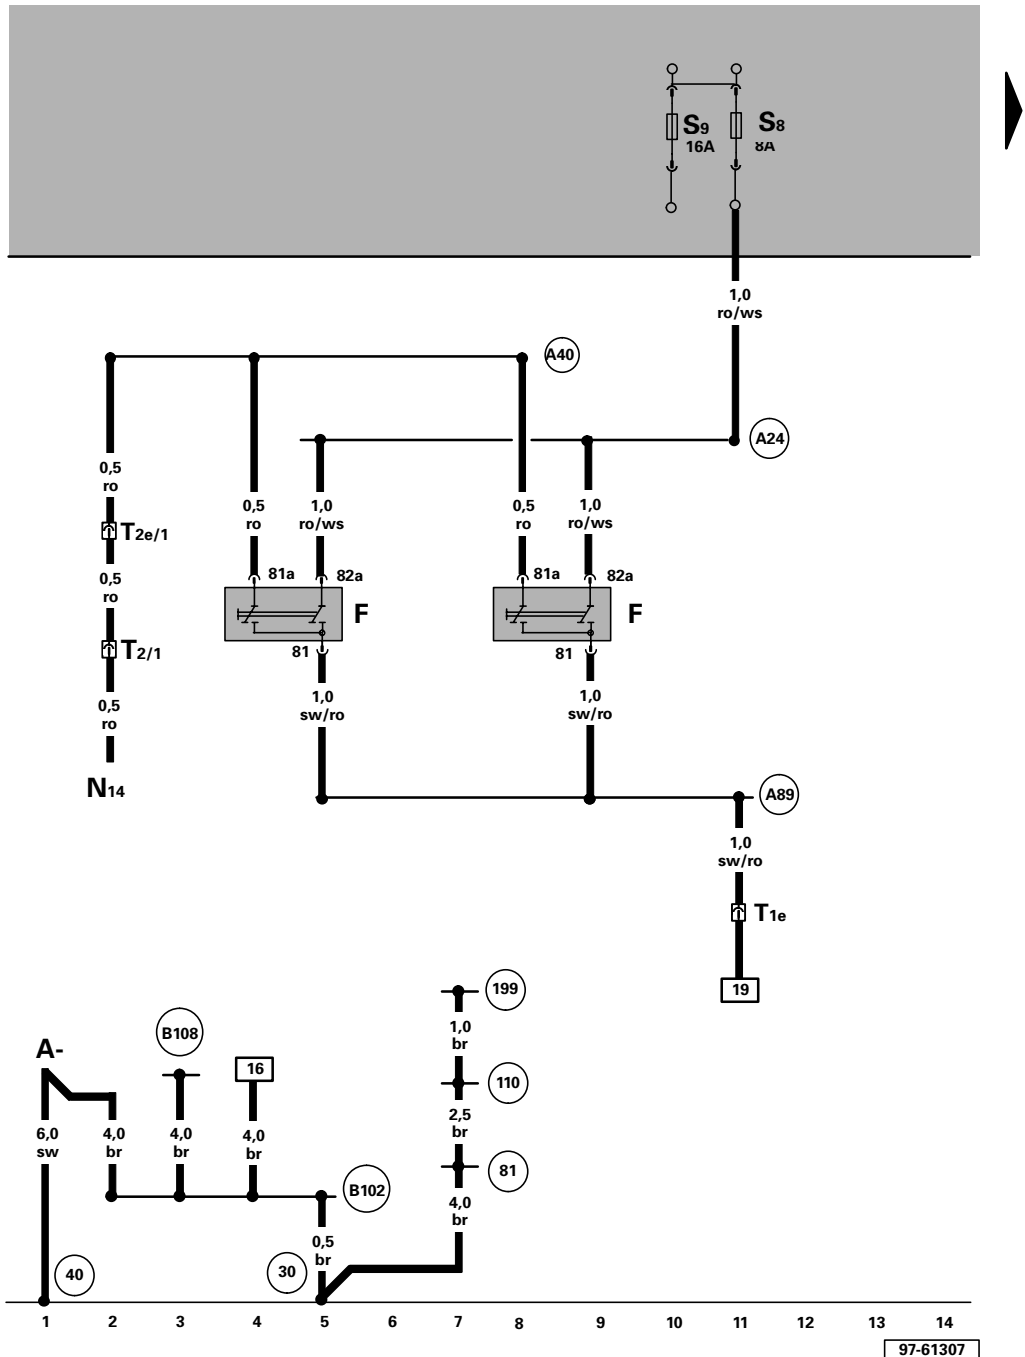 S9
16A
S8
8A
1,0
ro/ws
A40
A24
0,5
ro
0,5
ro
1,0
ro/ws
0,5
ro
1,0
ro/ws
T2e/1
0,5
ro
81a
82a
81a
82a
F
F
T2/1
81
81
0,5
ro
1,0
sw/ro
1,0
sw/ro
N14
A89
1,0
sw/ro
T1e
19
199
1,0
br
A-
B108
16
110
6,0
sw
4,0
br
4,0
br
4,0
br
2,5
br
81
B102
4,0
br
0,5
br
40
30
1 2 3 4 5 6 7 8 9 10 11 12 13 14
97-61307